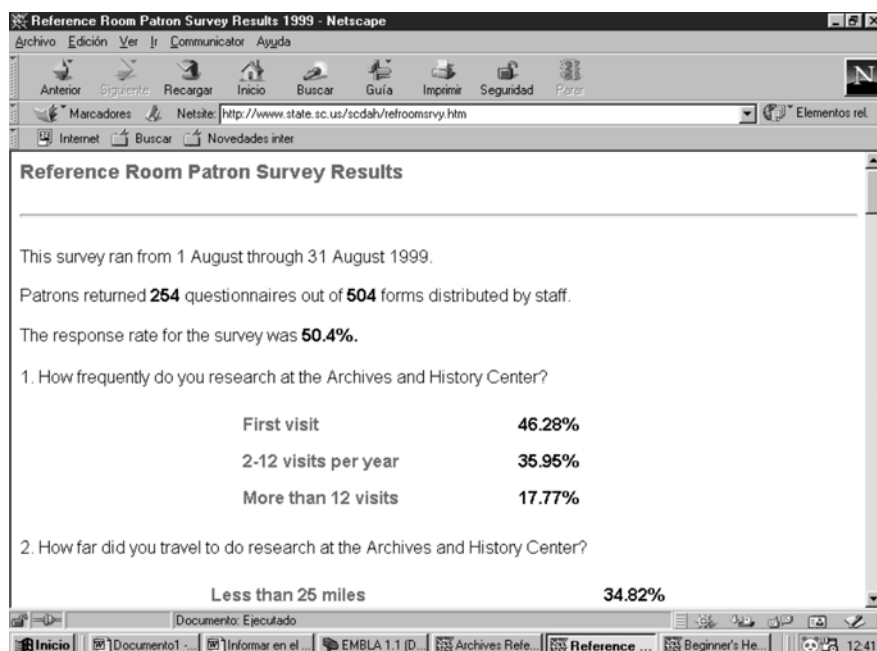 Reference Room Patron Survey Results 1999 - Netscape
Archivo Edición Ver Ir Communicator Ayuda
Anterior Siguiente Recargar Inicio Buscar Guía Imprimir Seguridad Parar
N
Marcadores Netsite: http://www.state.sc.us/scdah/refroomsrvy.htm Elementos rel.
Internet Buscar Novedades inter
Reference Room Patron Survey Results
This survey ran from 1 August through 31 August 1999.
Patrons returned 254 questionnaires out of 504 forms distributed by staff.
The response rate for the survey was 50.4%.
1. How frequently do you research at the Archives and History Center?
First visit 46.28%
2-12 visits per year 35.95%
More than 12 visits 17.77%
2. How far did you travel to do research at the Archives and History Center?
Less than 25 miles 34.82%
Documento: Ejecutado
Inicio Documento1 -... Informar en el ... EMBLA 1.1 (D... Archives Refe... Reference ... Beginner's He... 12:41